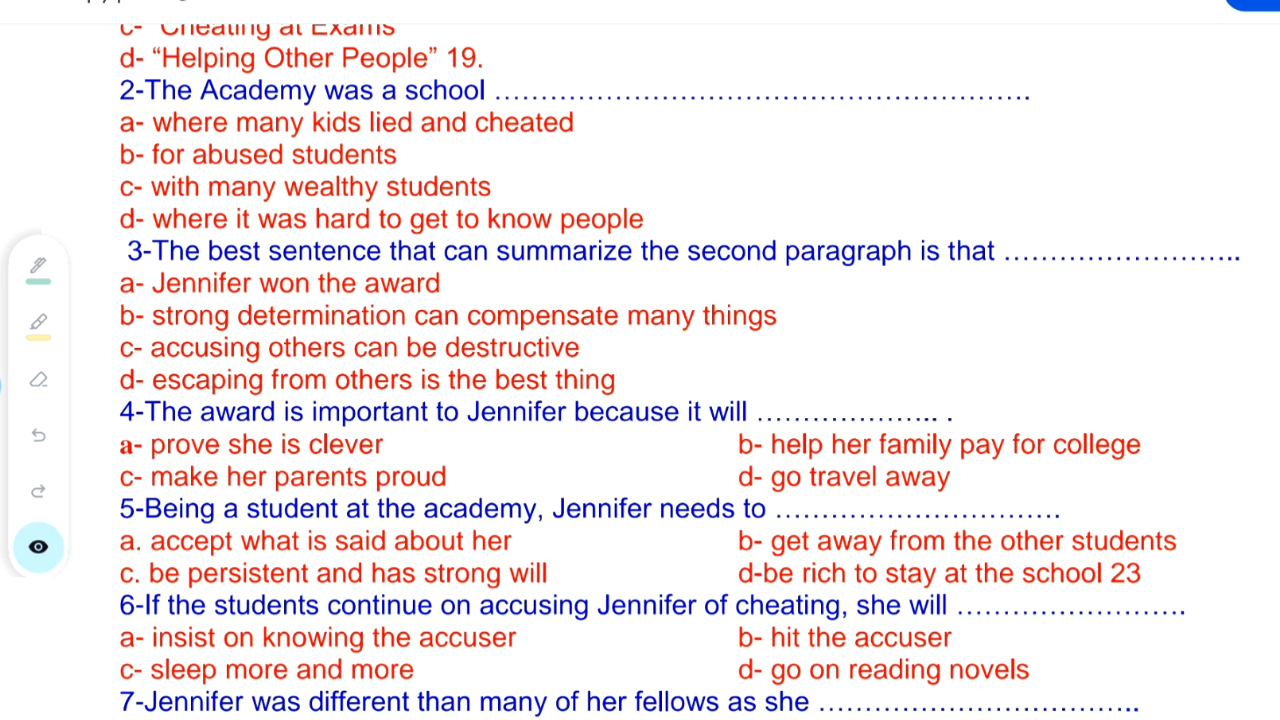 c- “Cheating at Exams
d- “Helping Other People” 19.
2-The Academy was a school ……………………………………………………
a- where many kids lied and cheated
b- for abused students
c- with many wealthy students
d- where it was hard to get to know people
3-The best sentence that can summarize the second paragraph is that ……………………..
a- Jennifer won the award
b- strong determination can compensate many things
c- accusing others can be destructive
d- escaping from others is the best thing
4-The award is important to Jennifer because it will ……………….. .
a- prove she is clever b- help her family pay for college
c- make her parents proud d- go travel away
5-Being a student at the academy, Jennifer needs to ………………………….
a. accept what is said about her b- get away from the other students
c. be persistent and has strong will d-be rich to stay at the school 23
6-If the students continue on accusing Jennifer of cheating, she will …………………….
a- insist on knowing the accuser b- hit the accuser
c- sleep more and more d- go on reading novels
7-Jennifer was different than many of her fellows as she ……………………………..